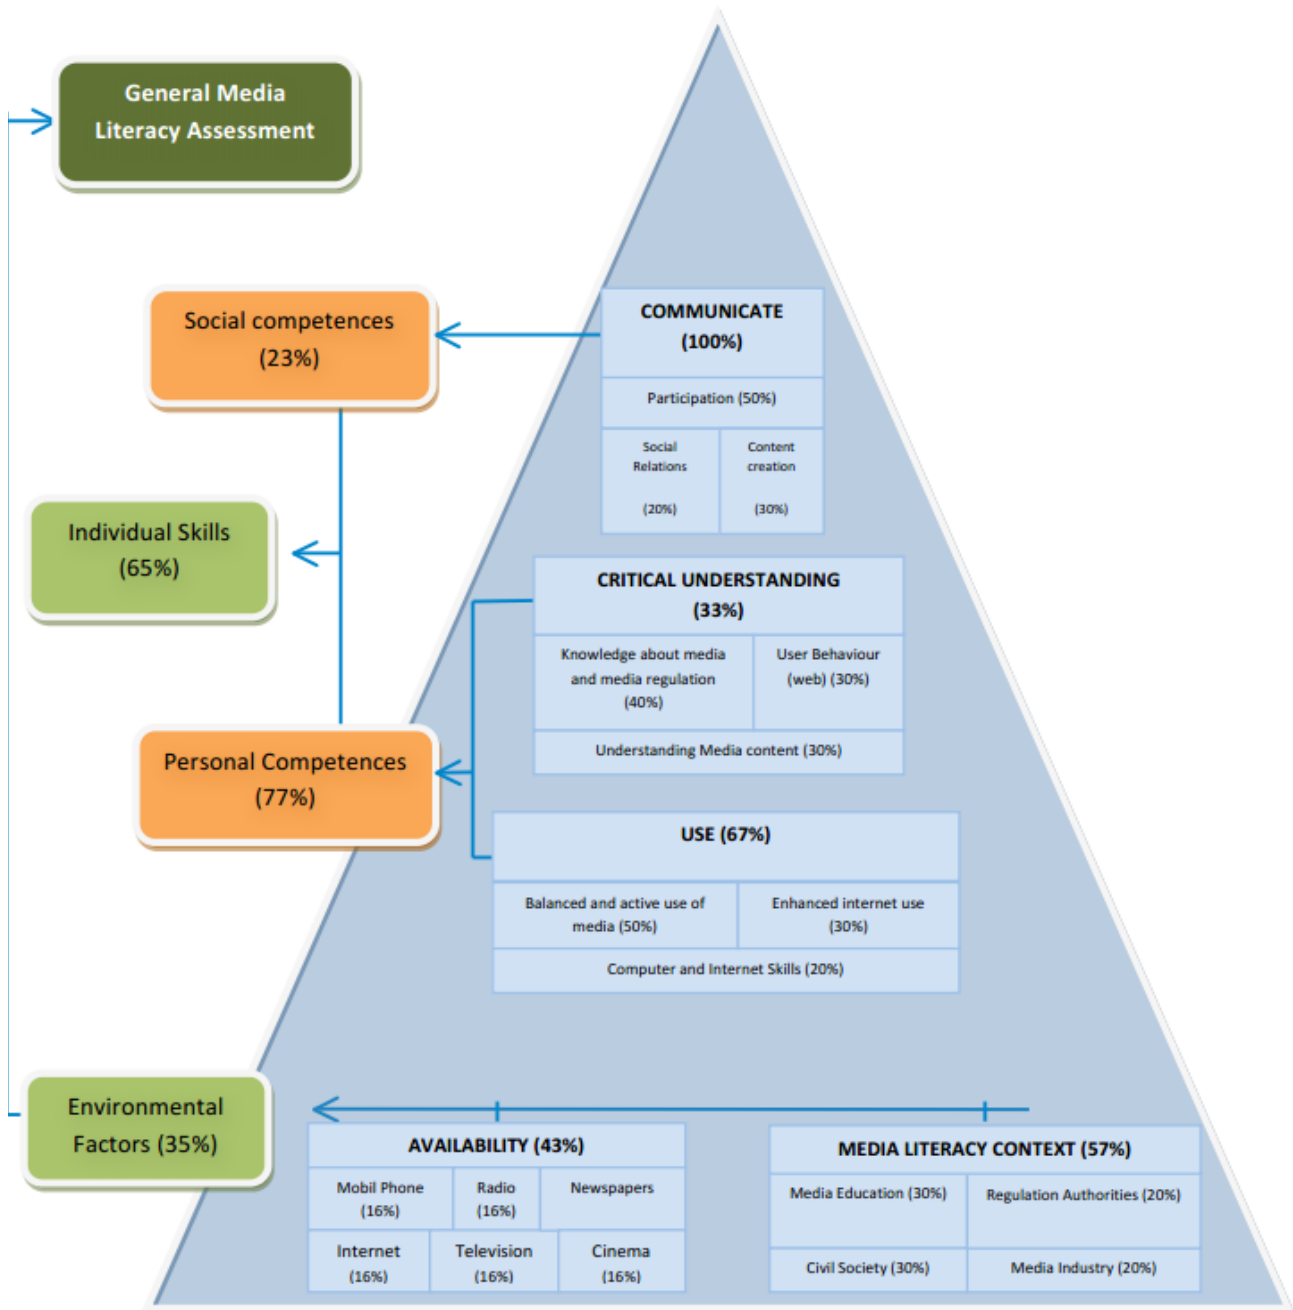 General Media
Literacy Assessment
Social competences
(23%)
COMMUNICATE
(100%)
Participation (50%)
Social
Relations
(20%)
Content
creation
(30%)
Individual Skills
(65%)
CRITICAL UNDERSTANDING
(33%)
Knowledge about media
and media regulation
(40%)
User Behaviour
(web) (30%)
Understanding Media content (30%)
Personal Competences
(77%)
USE (67%)
Balanced and active use of
media (50%)
Enhanced internet use
(30%)
Computer and Internet Skills (20%)
Environmental
Factors (35%)
AVAILABILITY (43%)
Mobil Phone
(16%)
Radio
(16%)
Newspapers
Internet
(16%)
Television
(16%)
Cinema
(16%)
MEDIA LITERACY CONTEXT (57%)
Media Education (30%)
Regulation Authorities (20%)
Civil Society (30%)
Media Industry (20%)